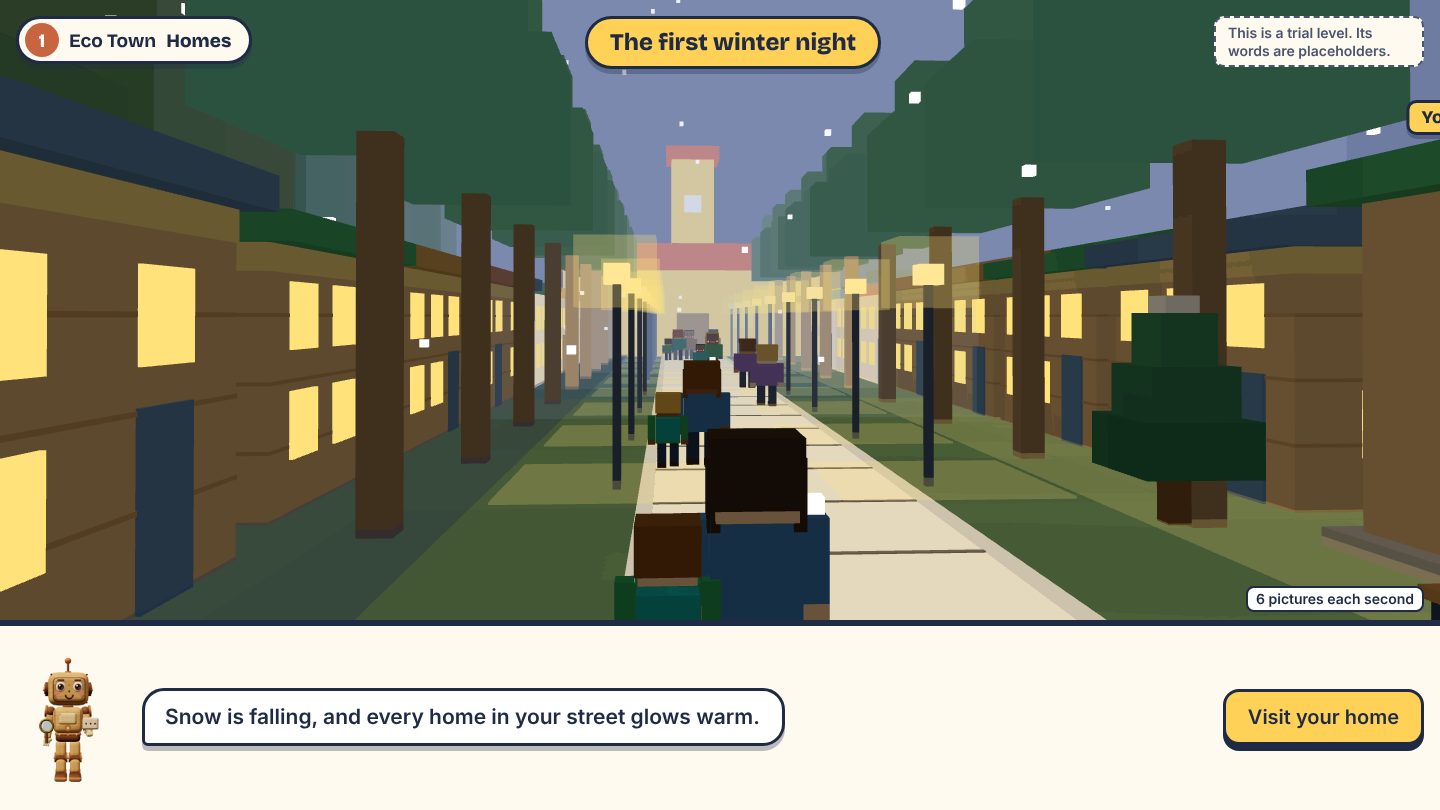 1 Eco Town Homes
The first winter night
This is a trial level. Its
words are placeholders.
Yo
6 pictures each second
Snow is falling, and every home in your street glows warm.
Visit your home